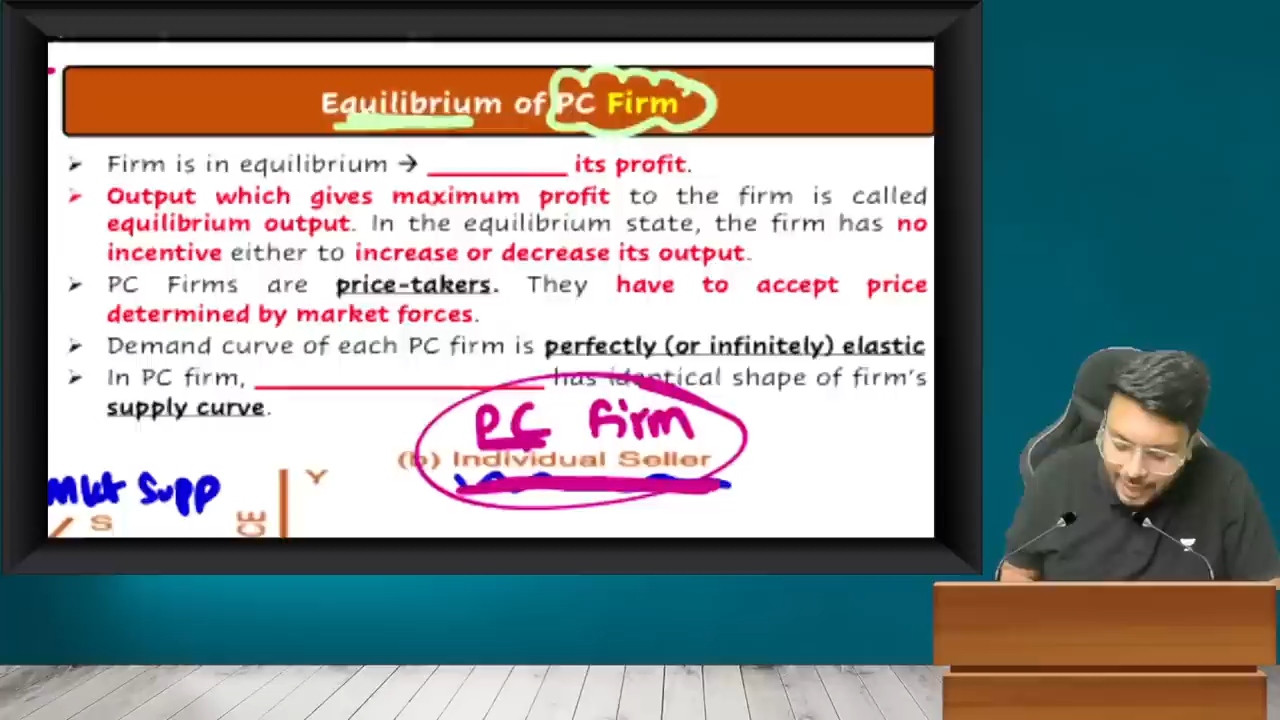 Equilibrium of PC Firm
➤ Firm is in equilibrium → __________ its profit.
➤ Output which gives maximum profit to the firm is called
equilibrium output. In the equilibrium state, the firm has no
incentive either to increase or decrease its output.
➤ PC Firms are price-takers. They have to accept price
determined by market forces.
➤ Demand curve of each PC firm is perfectly (or infinitely) elastic
➤ In PC firm, ____________________ has identical shape of firm's
supply curve.
PC Firm
(b) Individual Seller
Mkt Supp
Y
S
CE